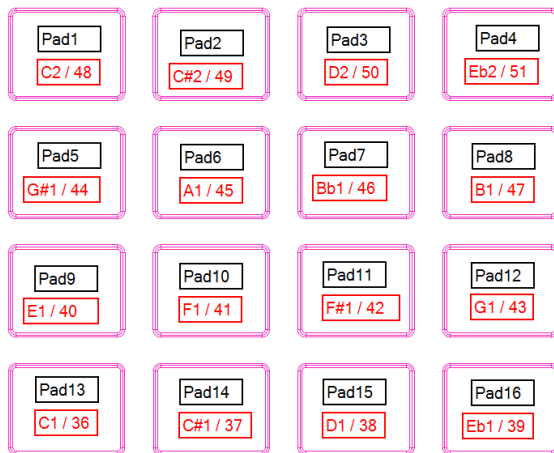 Pad1
C2 / 48
Pad2
C#2 / 49
Pad3
D2 / 50
Pad4
Eb2 / 51
Pad5
G#1 / 44
Pad6
A1 / 45
Pad7
Bb1 / 46
Pad8
B1 / 47
Pad9
E1 / 40
Pad10
F1 / 41
Pad11
F#1 / 42
Pad12
G1 / 43
Pad13
C1 / 36
Pad14
C#1 / 37
Pad15
D1 / 38
Pad16
Eb1 / 39